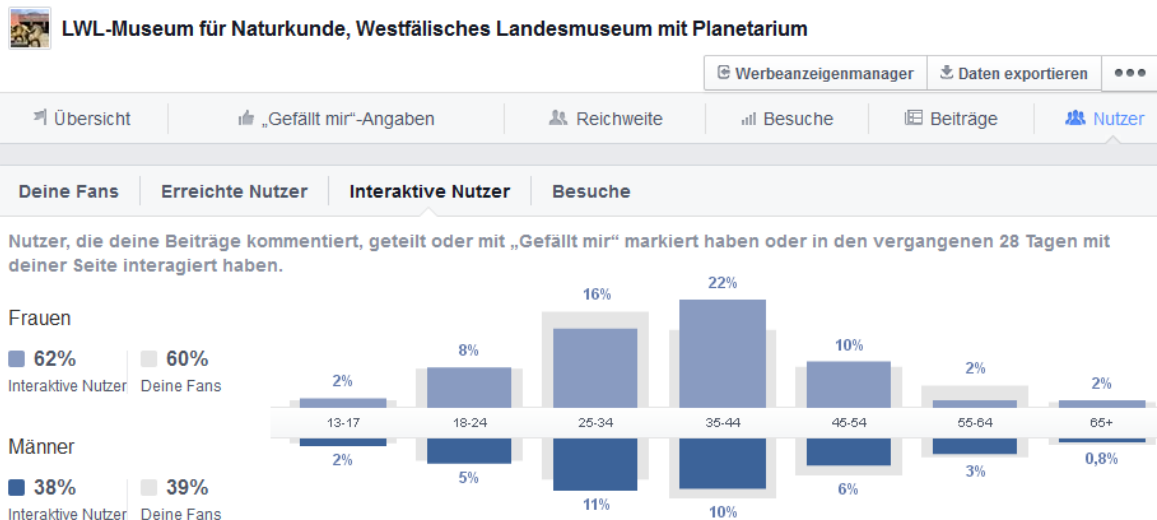 LWL-Museum für Naturkunde, Westfälisches Landesmuseum mit Planetarium
Werbeanzeigenmanager Daten exportieren
Übersicht „Gefällt mir“-Angaben Reichweite Besuche Beiträge Nutzer
Deine Fans Erreichte Nutzer Interaktive Nutzer Besuche
Nutzer, die deine Beiträge kommentiert, geteilt oder mit „Gefällt mir“ markiert haben oder in den vergangenen 28 Tagen mit
deiner Seite interagiert haben.
Frauen
62% 60%
Interaktive Nutzer Deine Fans
2% 8% 16% 22% 10% 2% 2%
13-17 18-24 25-34 35-44 45-54 55-64 65+
2% 5% 11% 10% 6% 3% 0,8%
Männer
38% 39%
Interaktive Nutzer Deine Fans